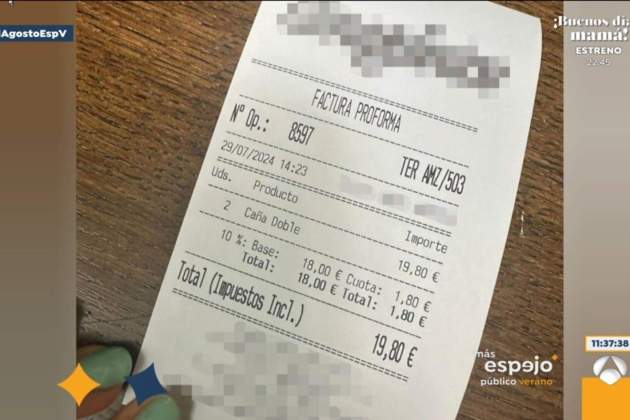 AgostoEspV
¡Buenos día
mamá!
ESTRENO
22:45
FACTURA PROFORMA
Nº Op.: 8597 TER AMZ/503
29/07/2024 14:23
Uds. Producto Importe
2 Caña Doble 19,80 €
10 %: Base: 18,00 € Cuota: 1,80 €
Total: 18,00 € Total: 1,80 €
Total (Impuestos Incl.) 19,80 €
más
espejo
público verano
11:37:38